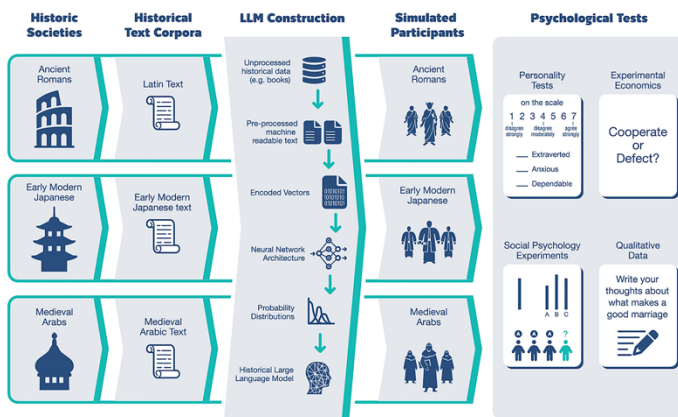 Historic
Societies
Historical
Text Corpora
LLM Construction
Simulated
Participants
Psychological Tests
Ancient
Romans
Latin Text
Early Modern
Japanese
Early Modern
Japanese text
Medieval
Arabs
Medieval
Arabic Text
Unprocessed
historical data
(e.g. books)
Pre-processed
machine
readable text
Encoded Vectors
01010101
10101010
01010101
Neural Network
Architecture
Probability
Distributions
Historical Large
Language Model
Ancient
Romans
Early Modern
Japanese
Medieval
Arabs
Personality
Tests
on the scale
1 2 3 4 5 6 7
disagree strongly
disagree moderately
agree strongly
Extraverted
Anxious
Dependable
Experimental
Economics
Cooperate
or
Defect?
Social Psychology
Experiments
A B C
A A A ?
Qualitative
Data
Write your
thoughts about
what makes a
good marriage